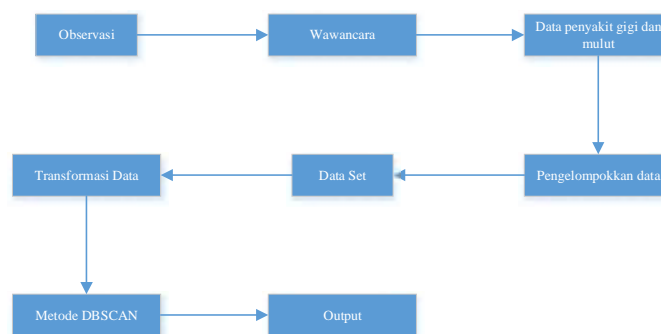 Observasi
Wawancara
Data penyakit gigi dan
mulut
Transformasi Data
Data Set
Pengelompokkan data
Metode DBSCAN
Output